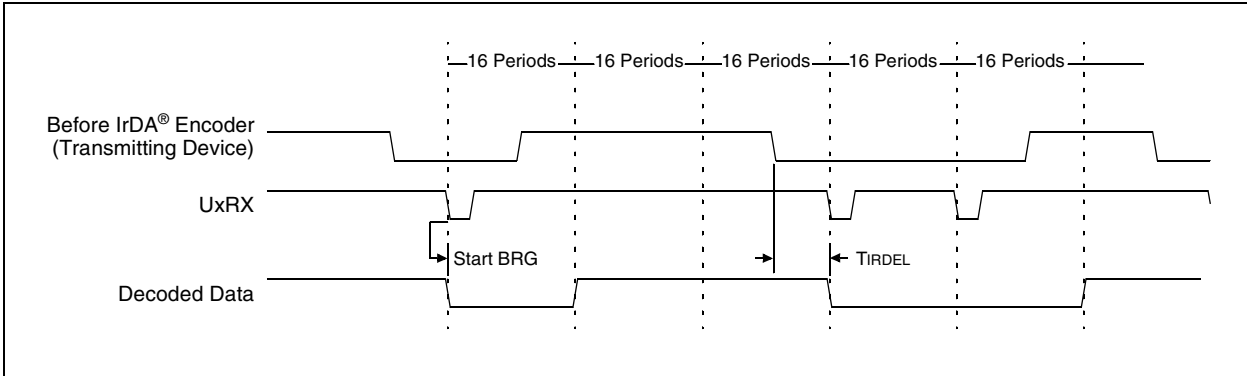 16 Periods 16 Periods 16 Periods 16 Periods 16 Periods
Before IrDA® Encoder
(Transmitting Device)
UxRX
Start BRG
TIRDEL
Decoded Data